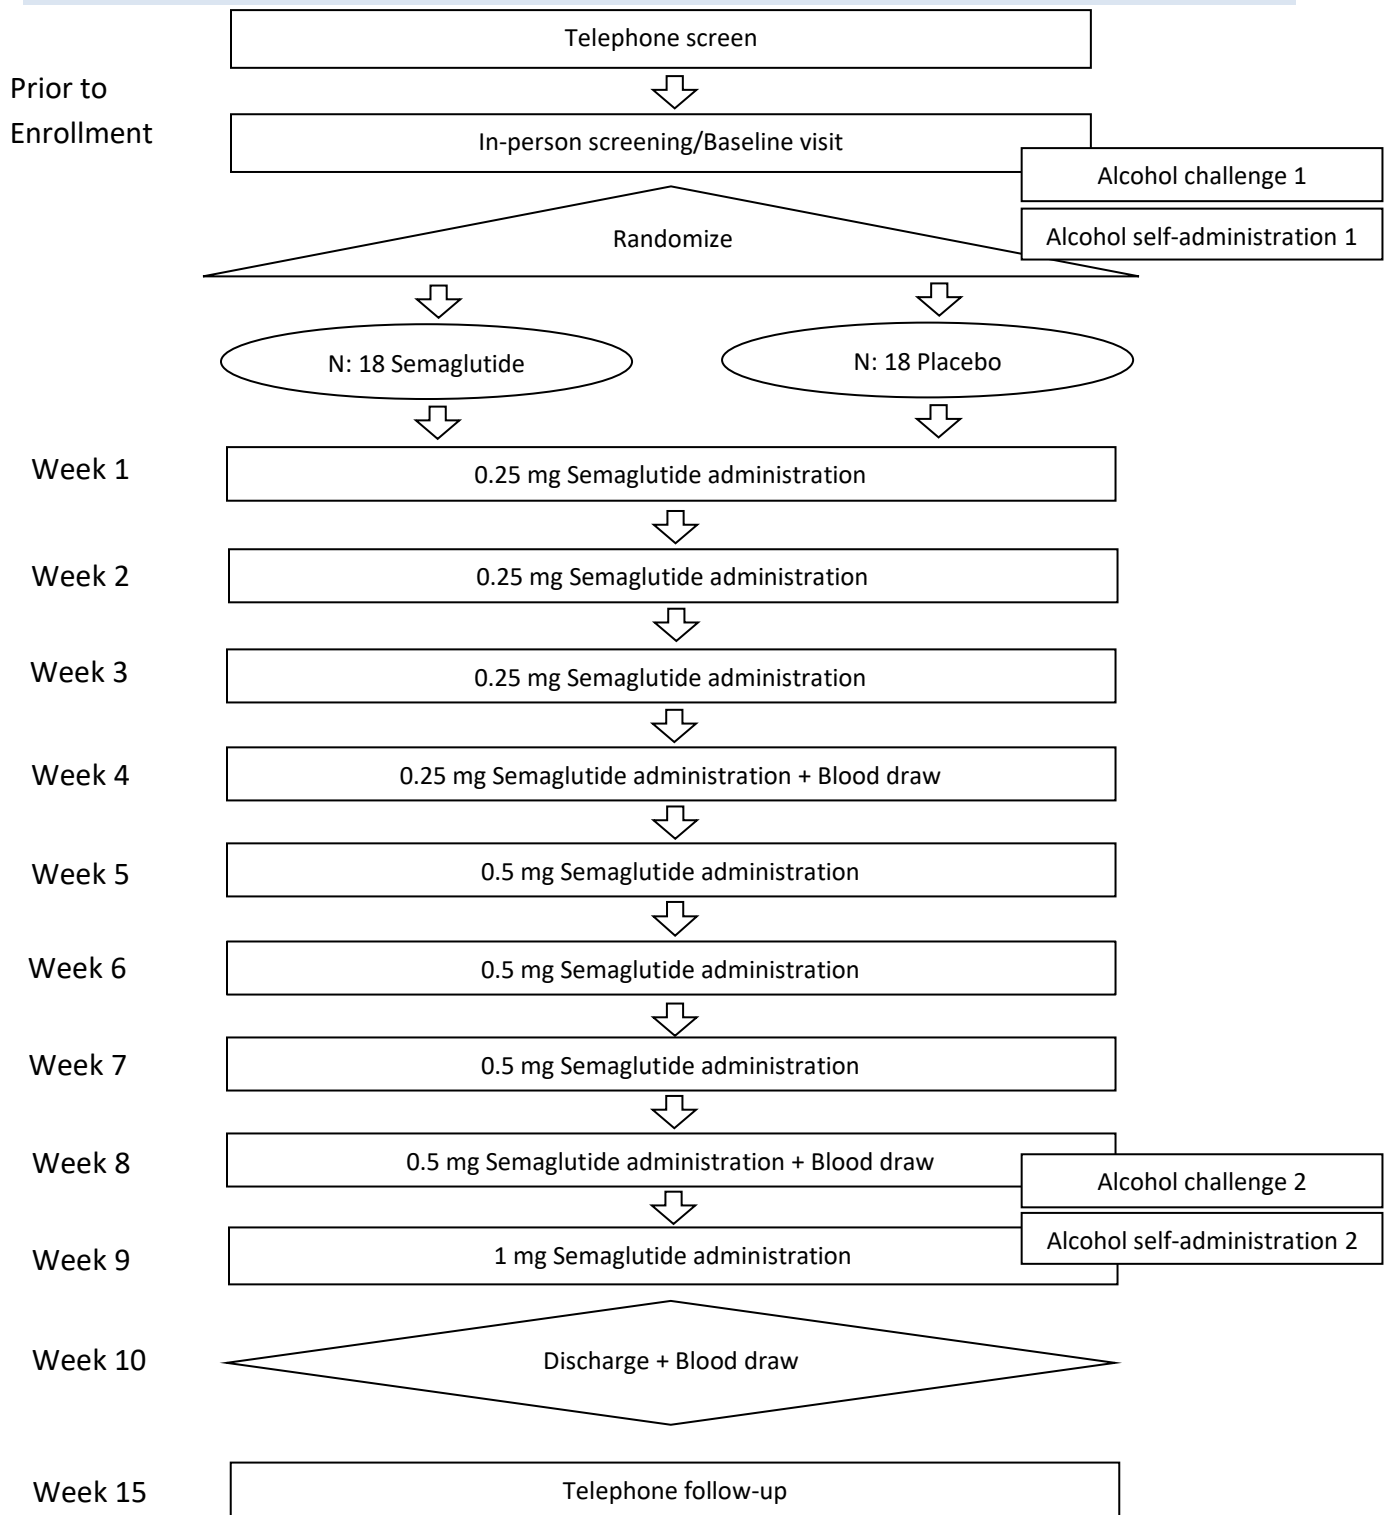 Telephone screen
Prior to
Enrollment
In-person screening/Baseline visit
Alcohol challenge 1
Randomize
Alcohol self-administration 1
N: 18 Semaglutide
N: 18 Placebo
Week 1
0.25 mg Semaglutide administration
Week 2
0.25 mg Semaglutide administration
Week 3
0.25 mg Semaglutide administration
Week 4
0.25 mg Semaglutide administration + Blood draw
Week 5
0.5 mg Semaglutide administration
Week 6
0.5 mg Semaglutide administration
Week 7
0.5 mg Semaglutide administration
Week 8
0.5 mg Semaglutide administration + Blood draw
Alcohol challenge 2
Week 9
1 mg Semaglutide administration
Alcohol self-administration 2
Week 10
Discharge + Blood draw
Week 15
Telephone follow-up